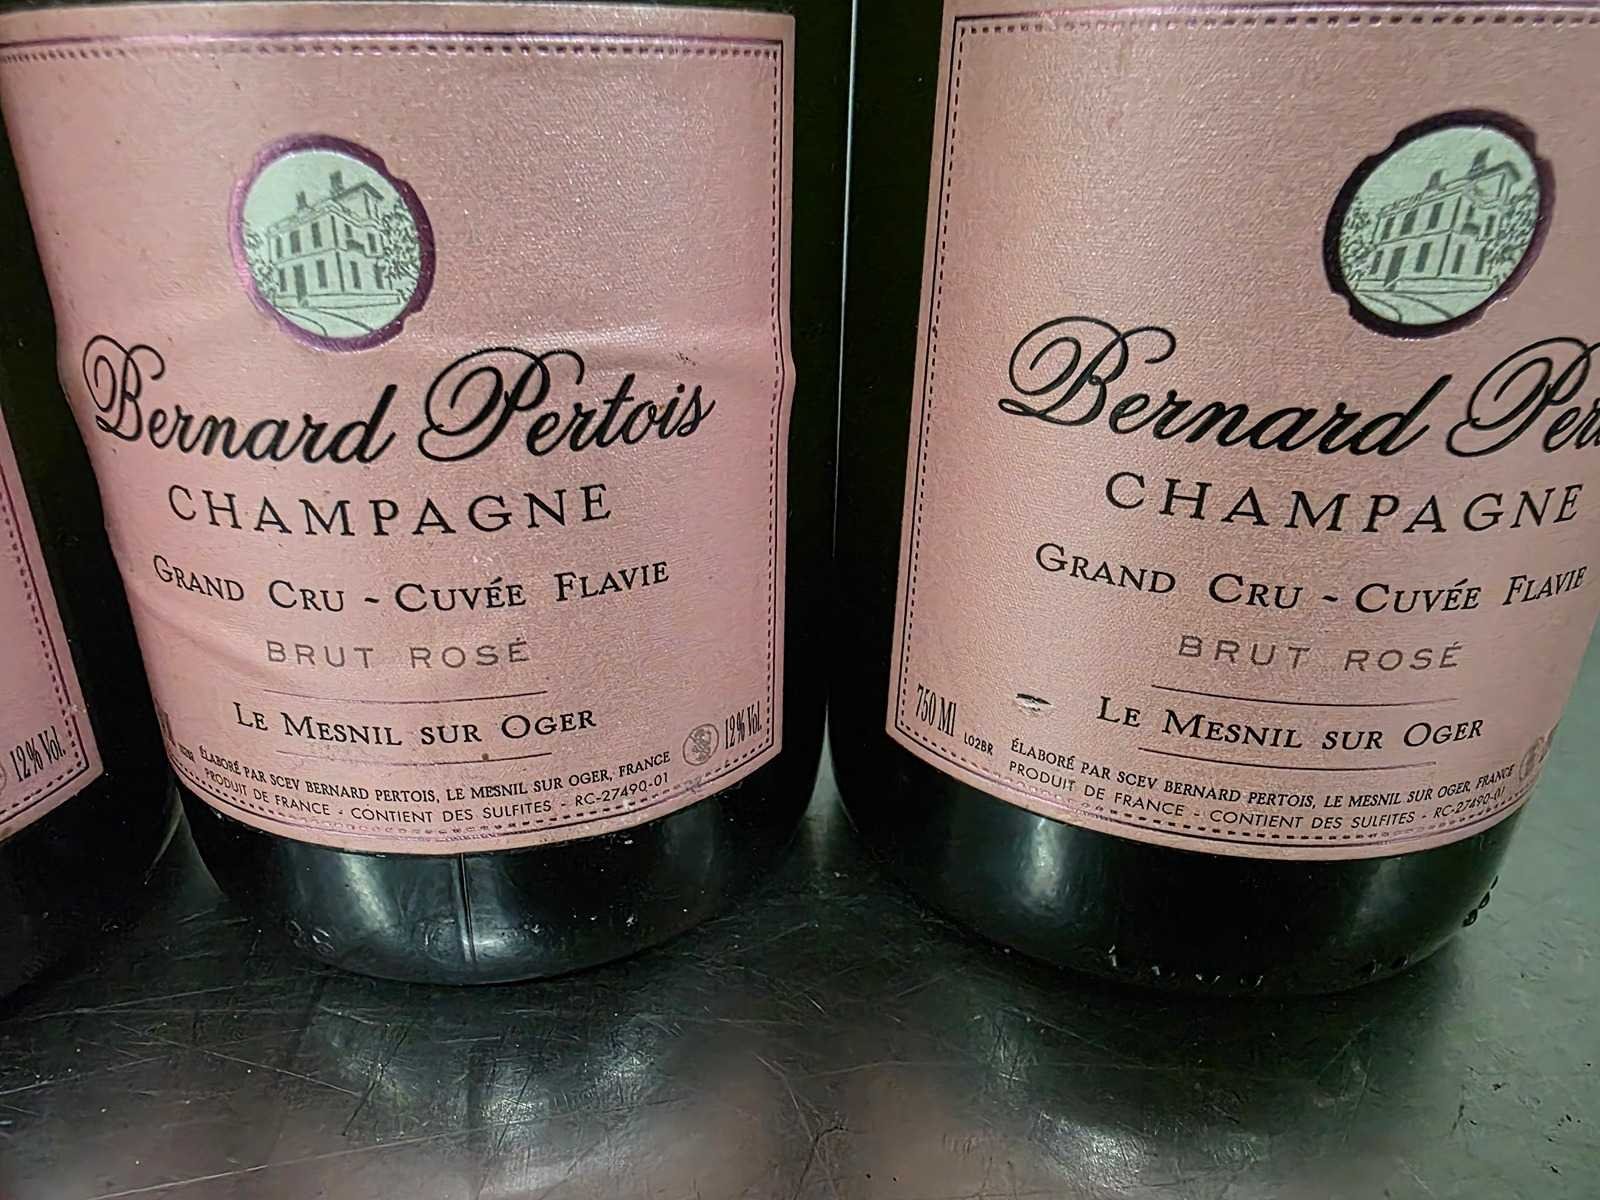 12% Vol.
Bernard Pertois
CHAMPAGNE
GRAND CRU - CUVÉE FLAVIE
BRUT ROSÉ
LE MESNIL SUR OGER
ÉLABORÉ PAR SCEV BERNARD PERTOIS, LE MESNIL SUR OGER, FRANCE
PRODUIT DE FRANCE - CONTIENT DES SULFITES - RC-27490-01
12% Vol.
Bernard Per
CHAMPAGNE
GRAND CRU - CUVÉE FLAVIE
BRUT ROSÉ
LE MESNIL SUR OGER
750 Ml
L02BR
ÉLABORÉ PAR SCEV BERNARD PERTOIS, LE MESNIL SUR OGER, FRANCE
PRODUIT DE FRANCE - CONTIENT DES SULFITES - RC-27490-01